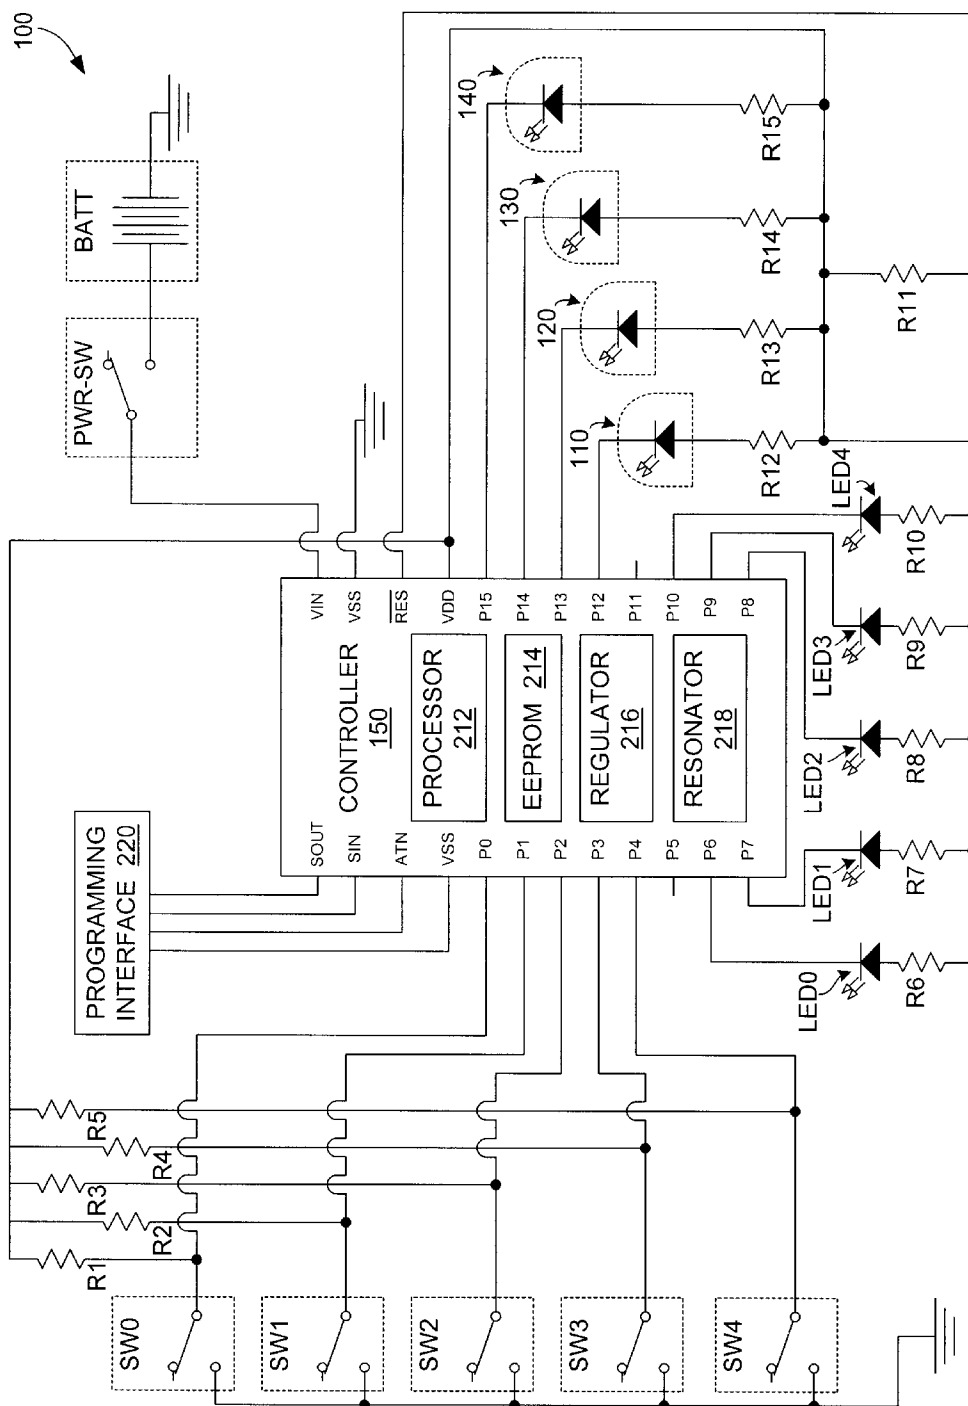 100
BATT
PWR-SW
140
130
120
110
R15
R14
R13
R12
R11
LED4
R10
LED3
R9
LED2
R8
LED1
R7
LED0
R6
VIN
VSS
RES
VDD
P15
P14
P13
P12
P11
P10
P9
P8
CONTROLLER
150
PROCESSOR
212
EEPROM 214
REGULATOR
216
RESONATOR
218
SOUT
SIN
ATN
VSS
P0
P1
P2
P3
P4
P5
P6
P7
PROGRAMMING
INTERFACE 220
R5
R4
R3
R2
R1
SW0
SW1
SW2
SW3
SW4